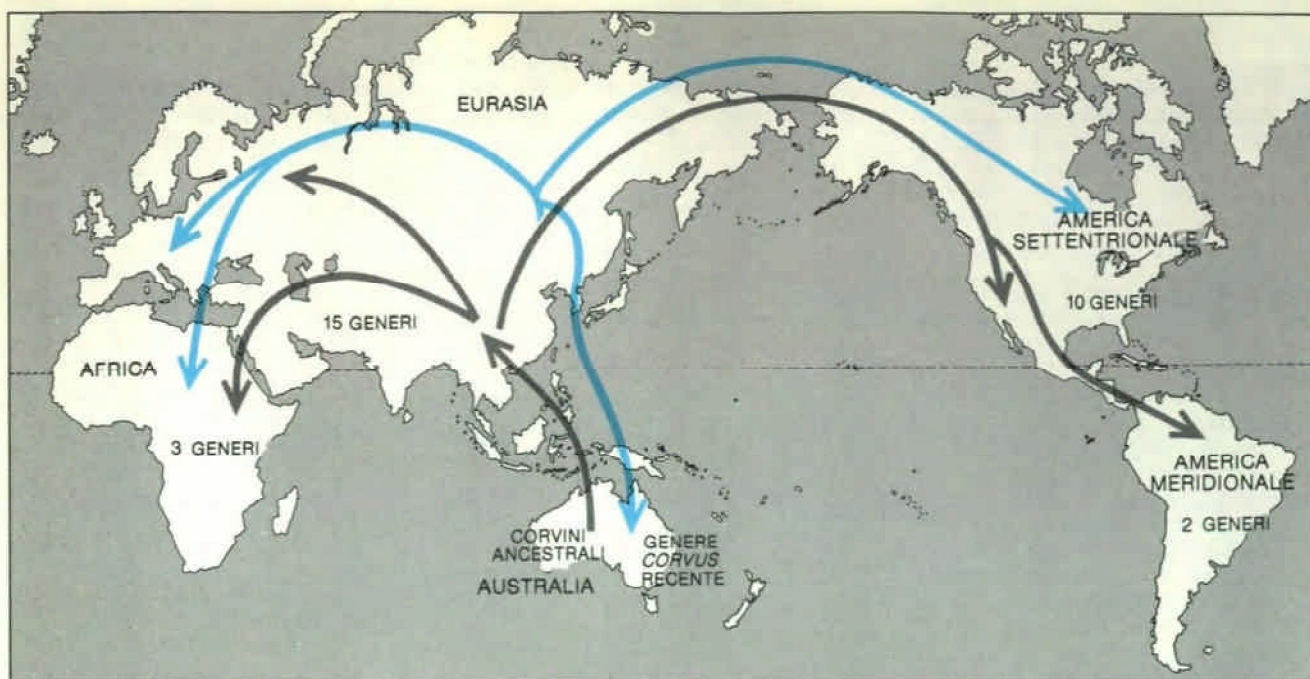 EURASIA
AMERICA
SETTENTRIONALE
10 GENERI
15 GENERI
AFRICA
3 GENERI
AMERICA
MERIDIONALE
2 GENERI
CORVINI
ANCESTRALI
AUSTRALIA
GENERE
CORVUS
RECENTE